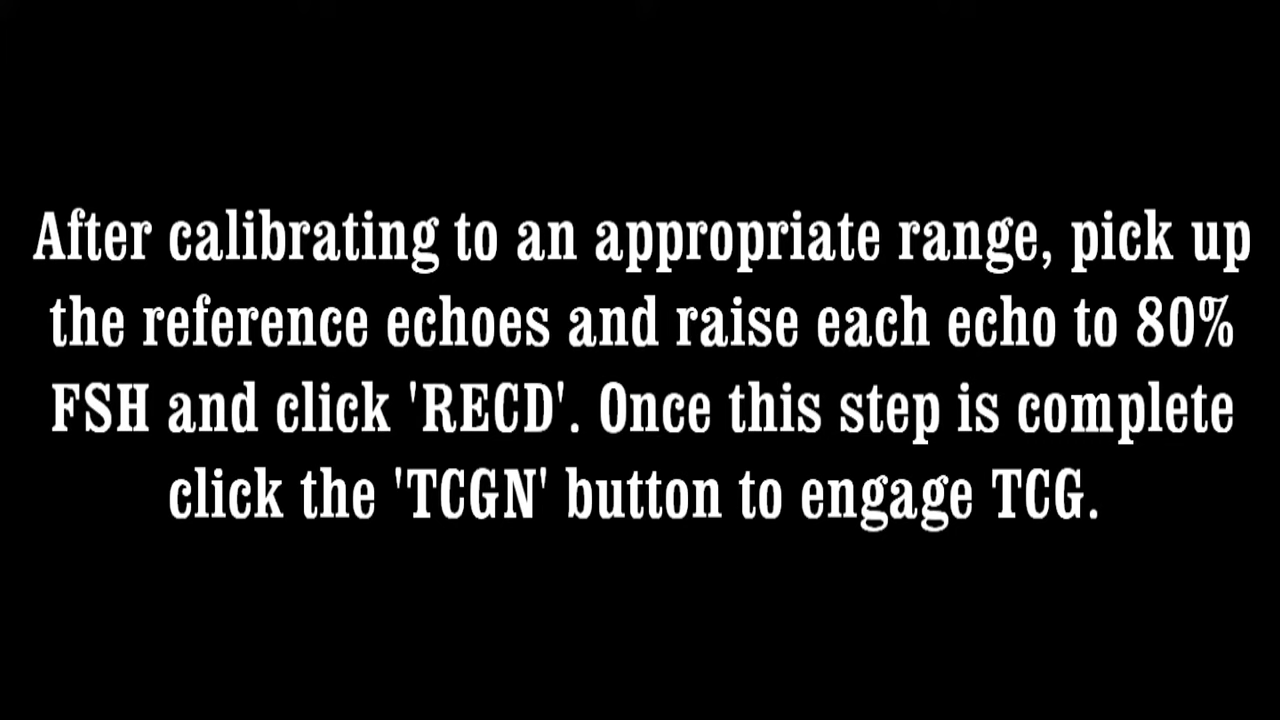 After calibrating to an appropriate range, pick up
the reference echoes and raise each echo to 80%
FSH and click 'RECD'. Once this step is complete
click the 'TCGN' button to engage TCG.